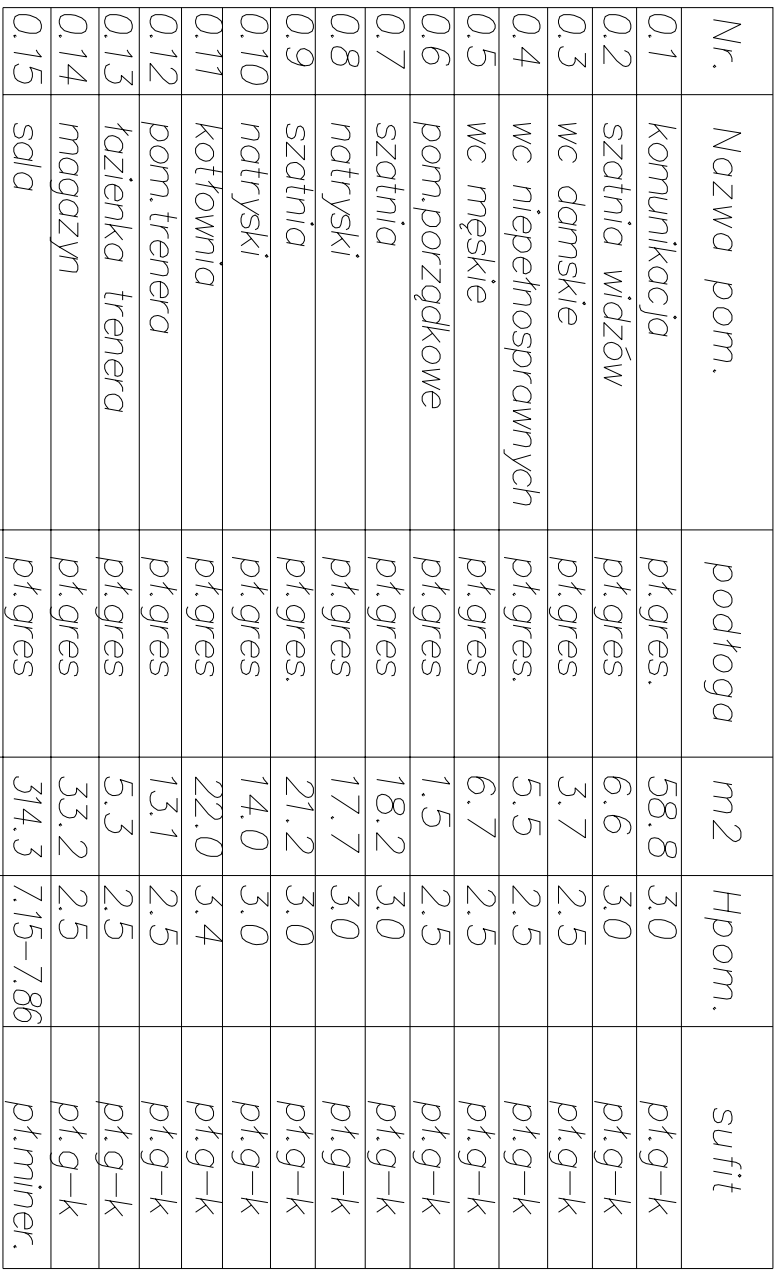 Nr. Nazwa pom. podłoga m2 Hpom. sufit
0.1 komunikacja pł.gres. 58.8 3.0 pł.g-k
0.2 szatnia widzów pł.gres 6.6 3.0 pł.g-k
0.3 wc damskie pł.gres 3.7 2.5 pł.g-k
0.4 wc niepełnosprawnych pł.gres. 5.5 2.5 pł.g-k
0.5 wc męskie pł.gres 6.7 2.5 pł.g-k
0.6 pom.porządkowe pł.gres 1.5 2.5 pł.g-k
0.7 szatnia pł.gres 18.2 3.0 pł.g-k
0.8 natryski pł.gres 17.7 3.0 pł.g-k
0.9 szatnia pł.gres. 21.2 3.0 pł.g-k
0.10 natryski pł.gres 14.0 3.0 pł.g-k
0.11 kotłownia pł.gres 22.0 3.4 pł.g-k
0.12 pom.trenera pł.gres 13.1 2.5 pł.g-k
0.13 łazienka trenera pł.gres 5.3 2.5 pł.g-k
0.14 magazyn pł.gres 33.2 2.5 pł.g-k
0.15 sala pł.gres 314.3 7.15-7.86 pł.miner.